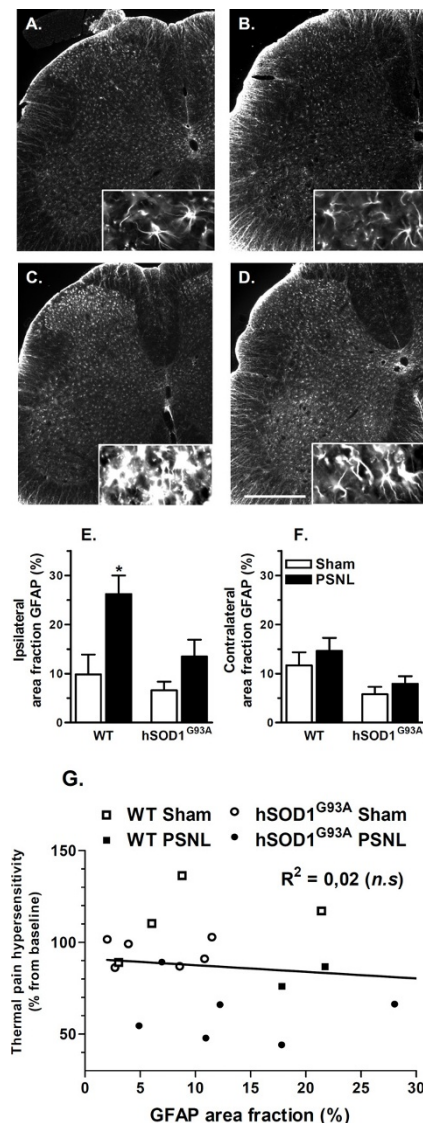 A.
B.
C.
D.
E.
F.
Ipsilateral
area fraction GFAP (%)
30
20
10
0
*
WT
hSOD1G93A
Contralateral
area fraction GFAP (%)
30
20
10
0
Sham
PSNL
WT
hSOD1G93A
G.
WT Sham
hSOD1G93A Sham
WT PSNL
hSOD1G93A PSNL
R2 = 0,02 (n.s)
Thermal pain hypersensitivity
(% from baseline)
150
100
50
0
5
10
15
20
25
30
GFAP area fraction (%)